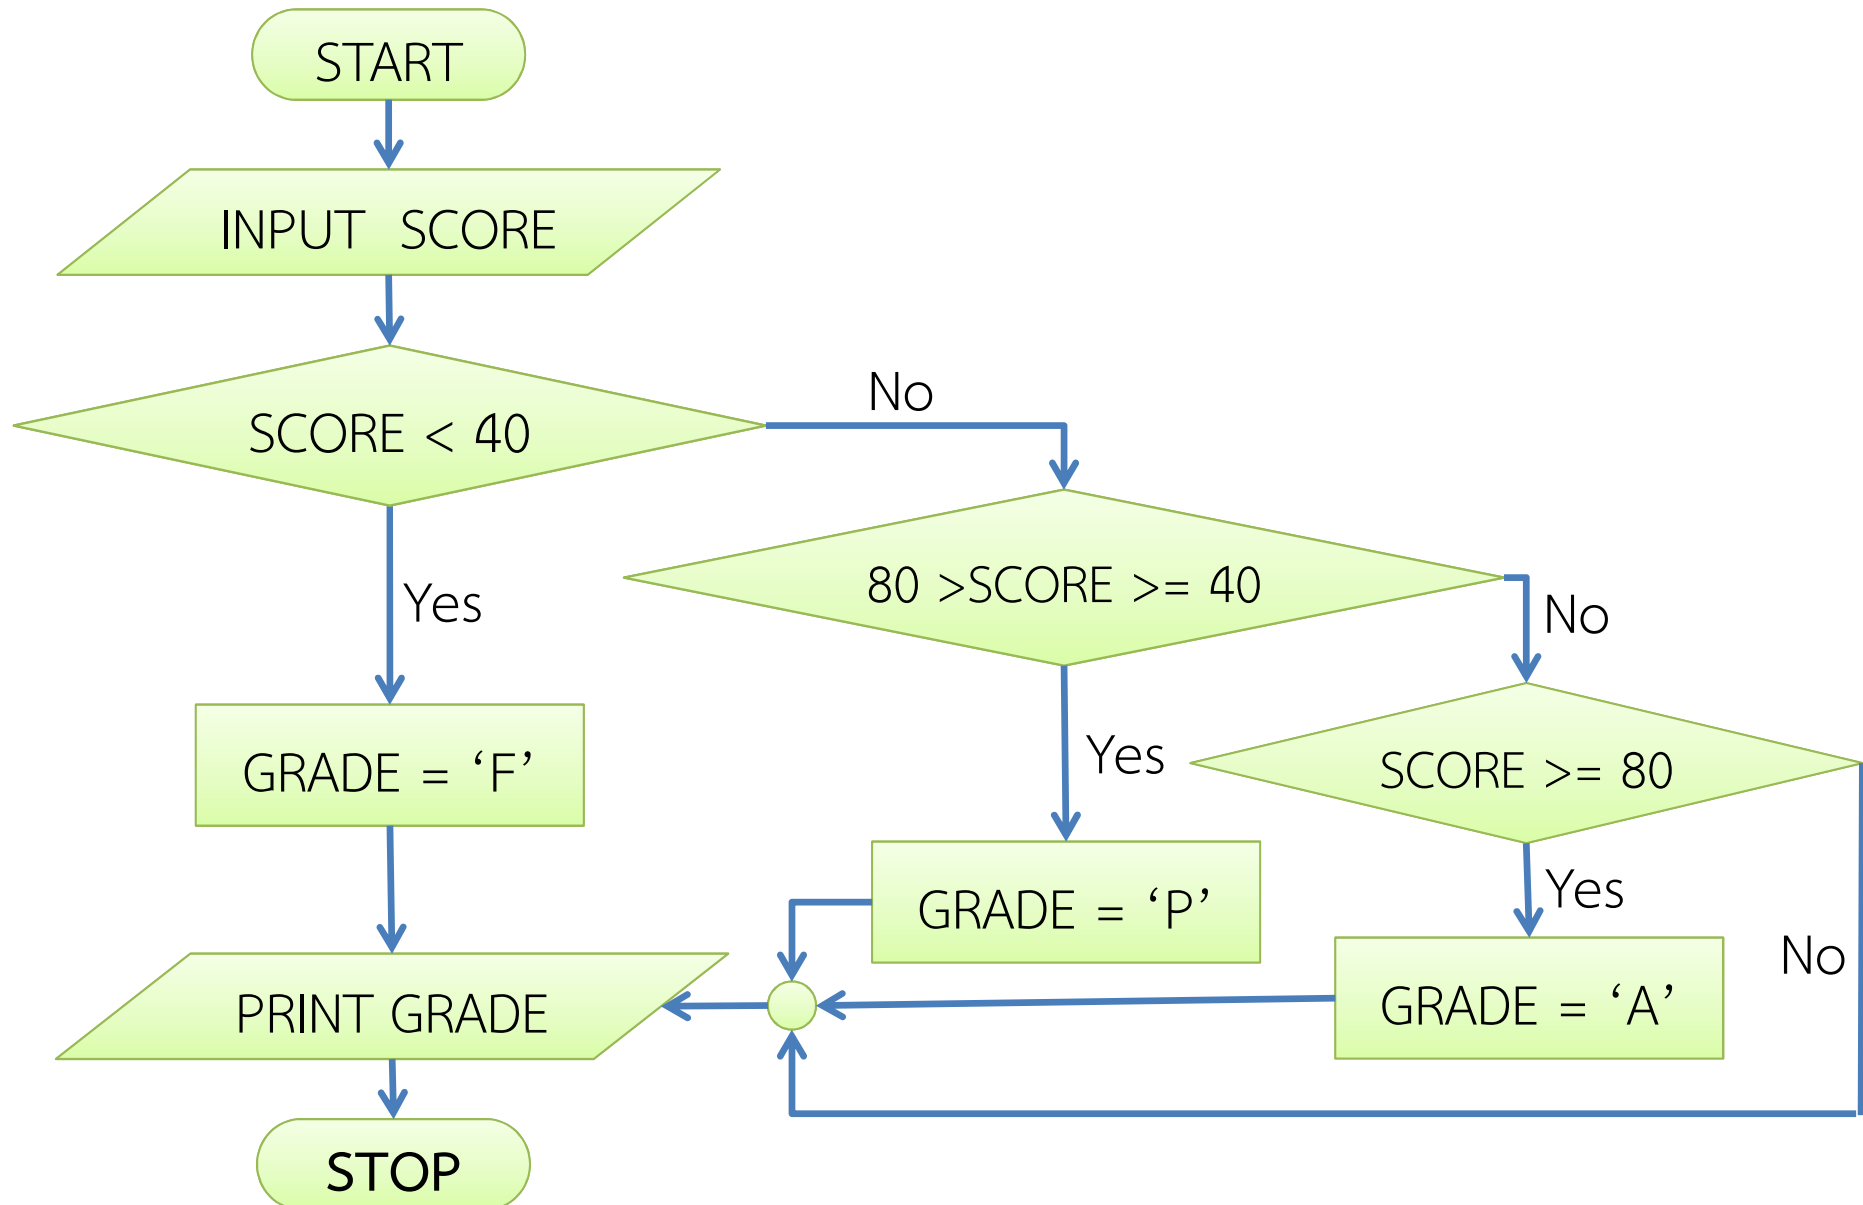 START
INPUT SCORE
SCORE < 40
No
80 >SCORE >= 40
Yes
No
GRADE = ‘F’
Yes
SCORE >= 80
GRADE = ‘P’
Yes
No
PRINT GRADE
GRADE = ‘A’
STOP